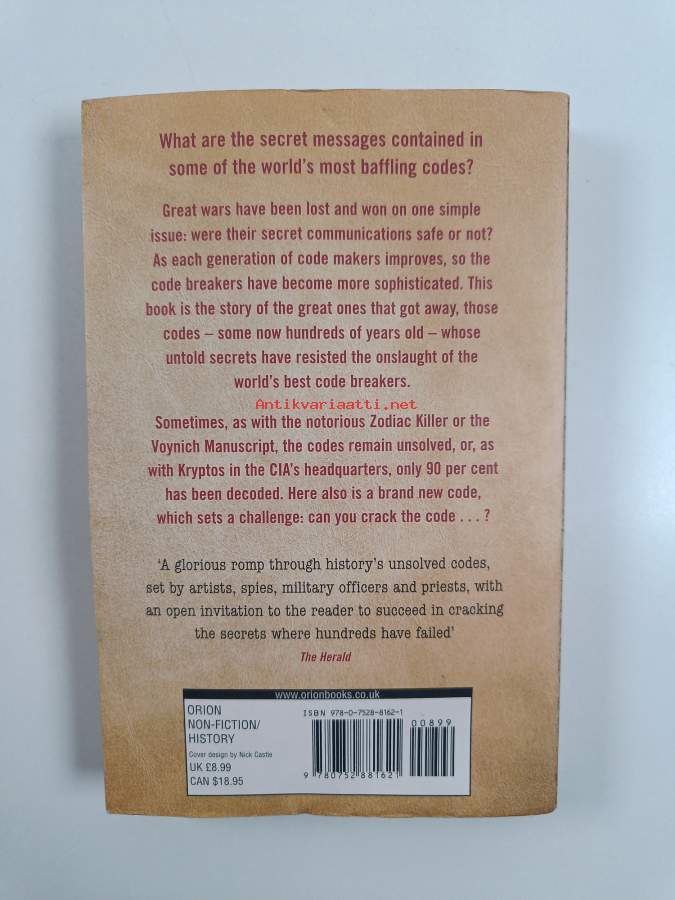 What are the secret messages contained in
some of the world's most baffling codes?
Great wars have been lost and won on one simple
issue: were their secret communications safe or not?
As each generation of code makers improves, so the
code breakers have become more sophisticated. This
book is the story of the great ones that got away, those
codes – some now hundreds of years old – whose
untold secrets have resisted the onslaught of the
world's best code breakers.
Antikvariaatti.net
Sometimes, as with the notorious Zodiac Killer or the
Voynich Manuscript, the codes remain unsolved, or, as
with Kryptos in the CIA's headquarters, only 90 per cent
has been decoded. Here also is a brand new code,
which sets a challenge: can you crack the code . . . ?
'A glorious romp through history's unsolved codes,
set by artists, spies, military officers and priests, with
an open invitation to the reader to succeed in cracking
the secrets where hundreds have failed'
The Herald
www.orionbooks.co.uk
ORION
NON-FICTION/
HISTORY
Cover design by Nick Castle
UK £8.99
CAN $18.95
ISBN 978-0-7528-8162-1
00899
9 780752 881621